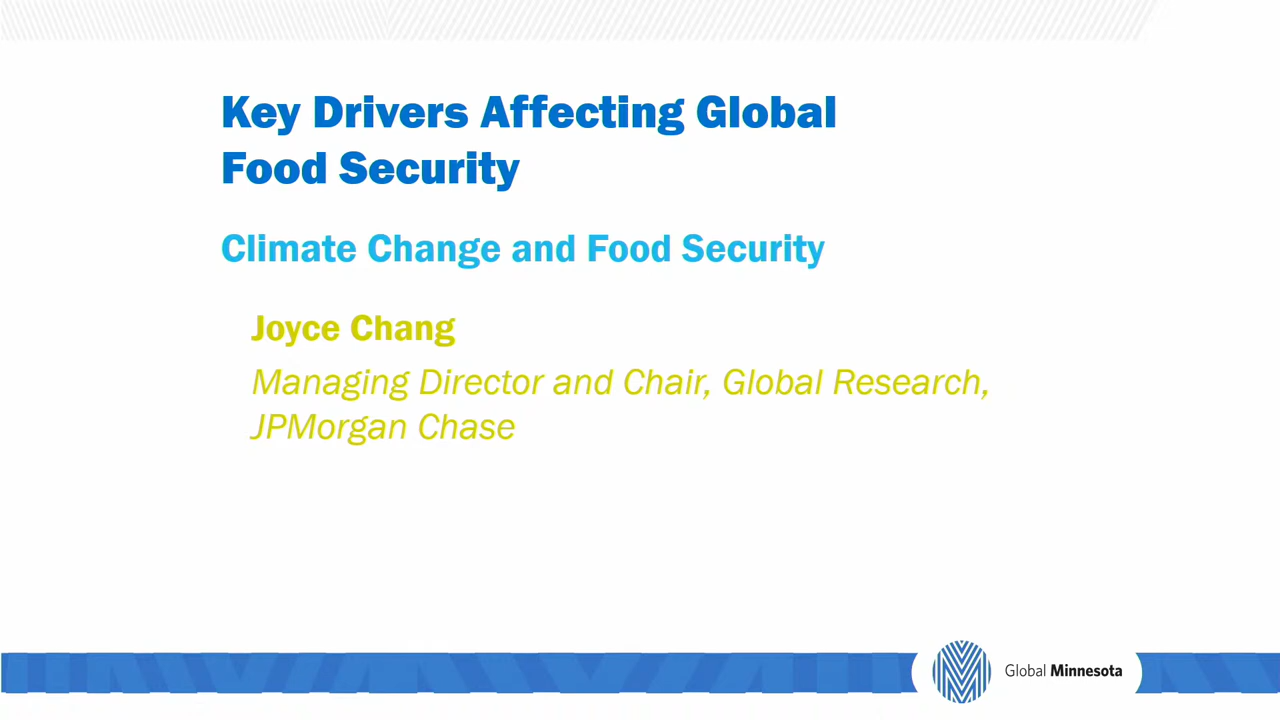 Key Drivers Affecting Global
Food Security
Climate Change and Food Security
Joyce Chang
Managing Director and Chair, Global Research,
JPMorgan Chase
Global Minnesota